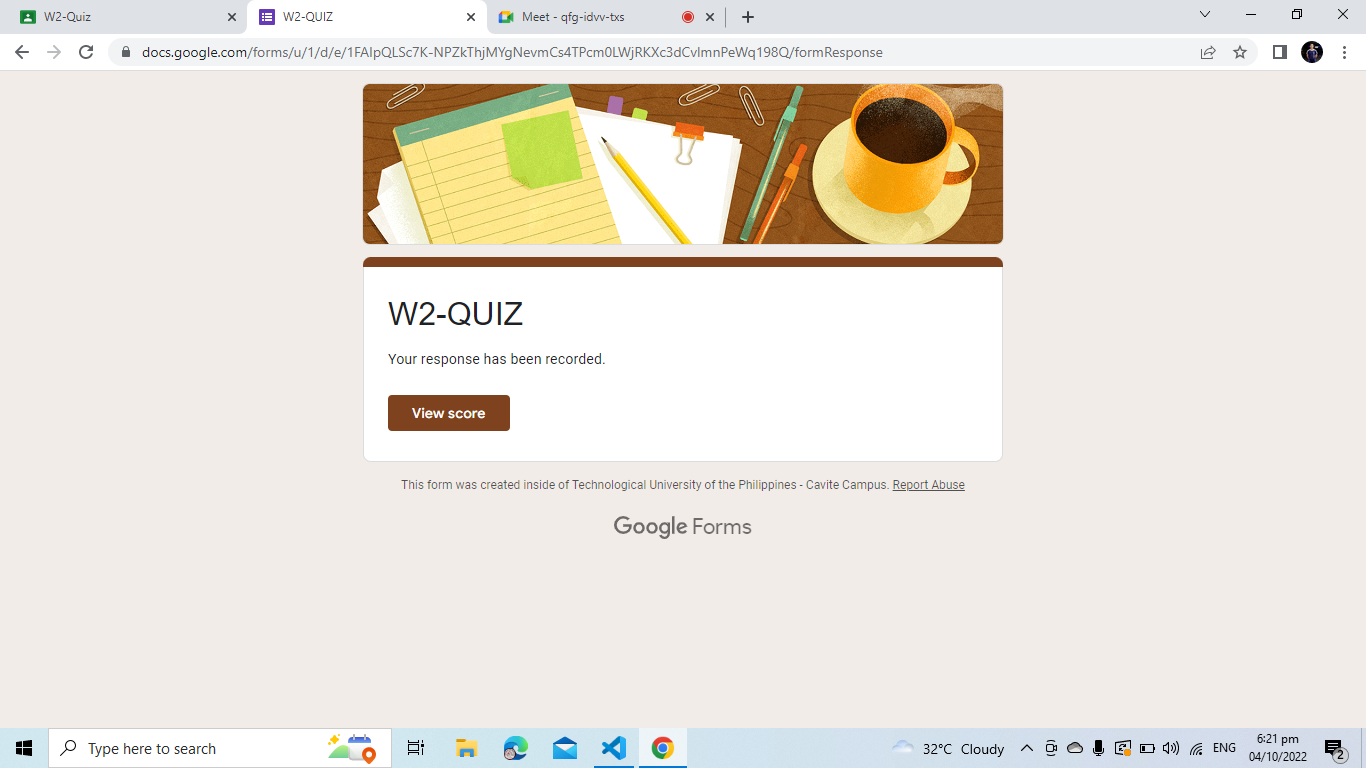 W2-Quiz
W2-QUIZ
Meet - qfg-idvv-txs
docs.google.com/forms/u/1/d/e/1FAIpQLSc7K-NPZkThjMYgNevmCs4TPcm0LWjRKXc3dCvImnPeWq198Q/formResponse
W2-QUIZ
Your response has been recorded.
View score
This form was created inside of Technological University of the Philippines - Cavite Campus. Report Abuse
Google Forms
Type here to search
32°C Cloudy
ENG
6:21 pm
04/10/2022
2